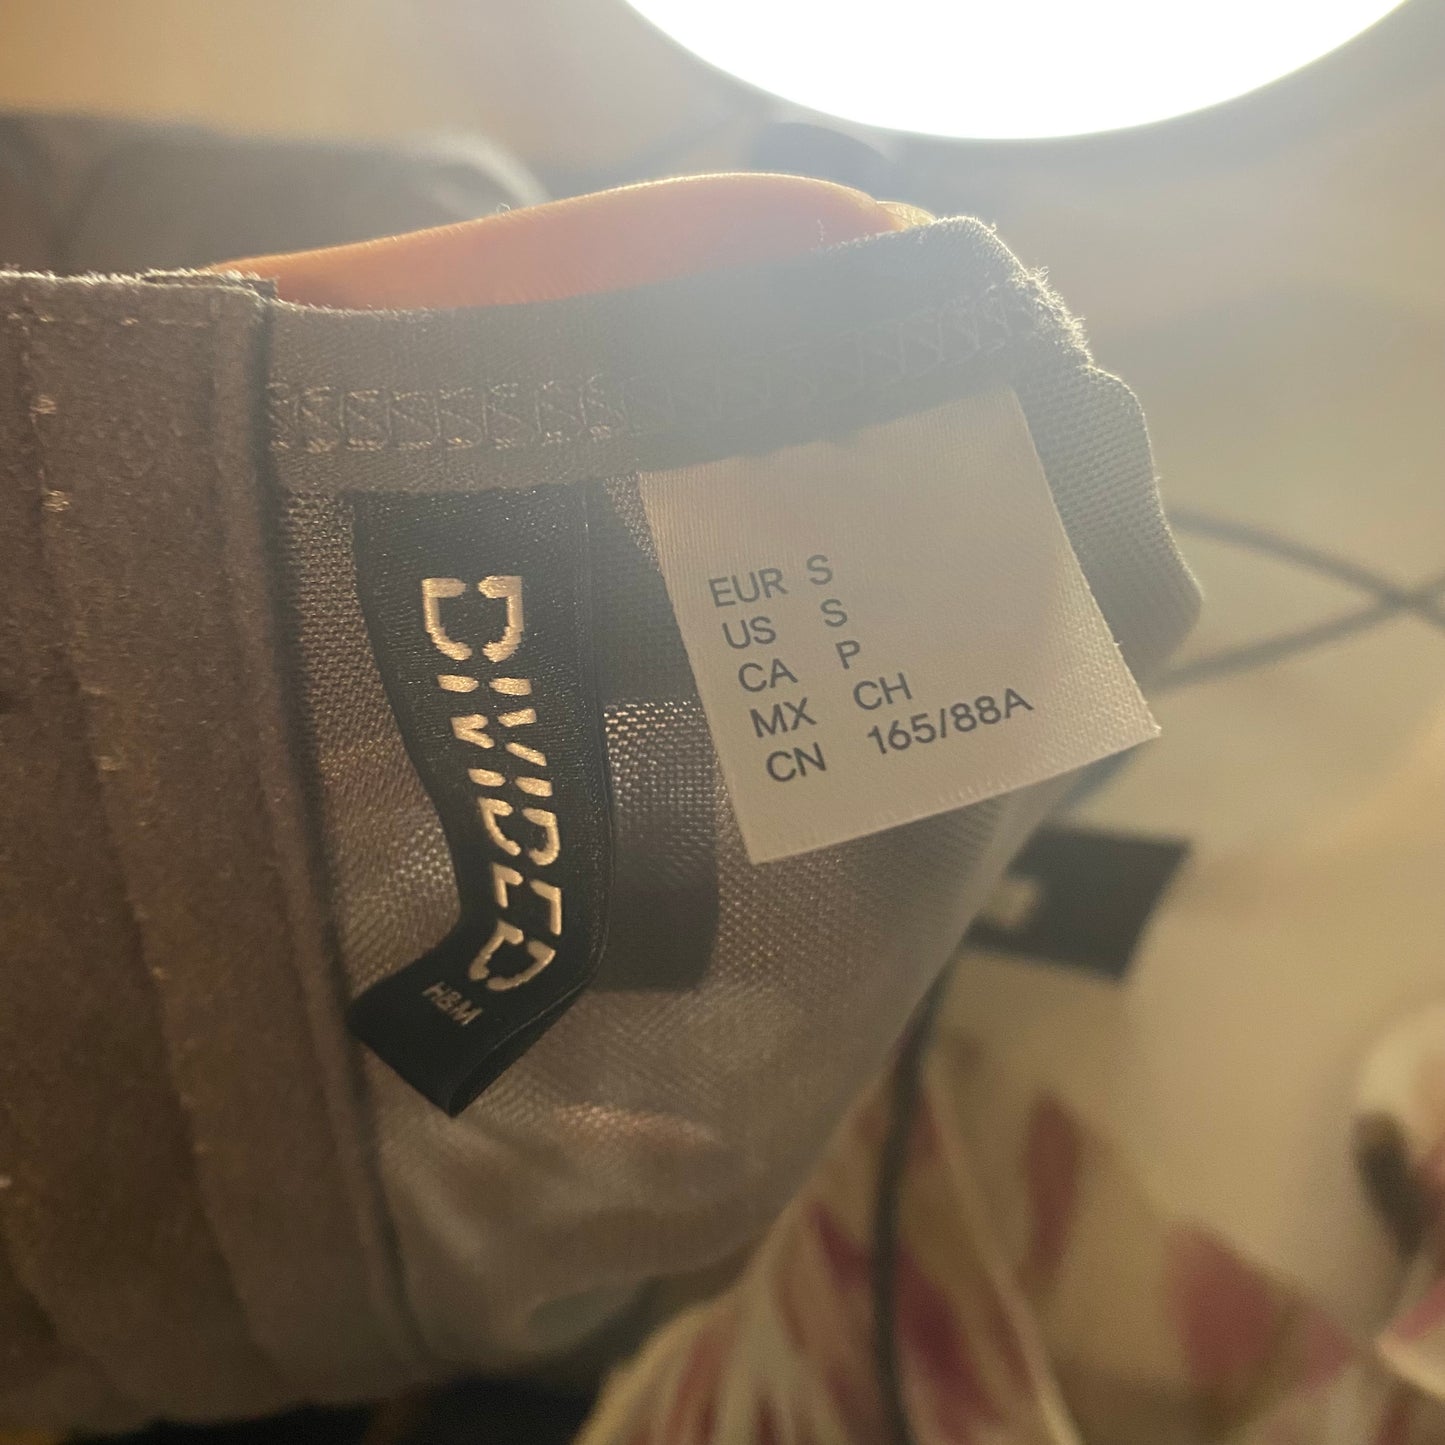 DIVIDED
H&M
EUR S
US S
CA P
MX CH
CN 165/88A